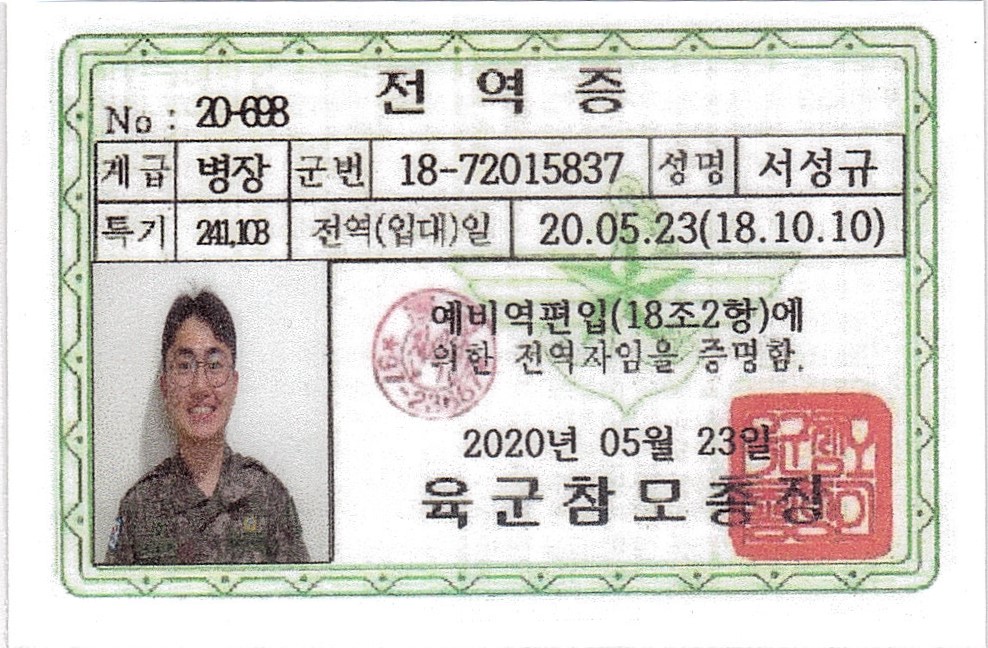 전 역 증
No : 20-698
계급 병장 군번 18-72015837 성명 서성규
특기 241,103 전역(입대)일 20.05.23(18.10.10)
예비역편입(18조2항)에
의한 전역자임을 증명함.
2020년 05월 23일
육군참모총장